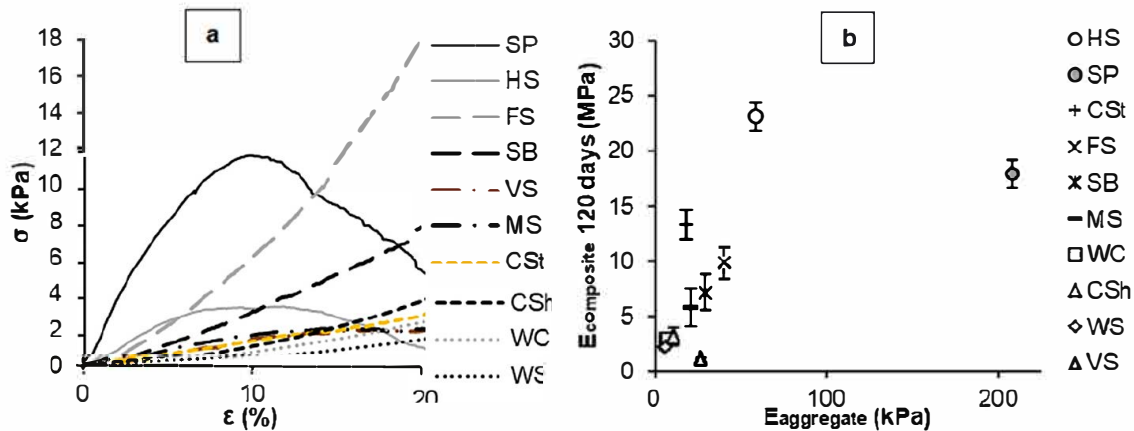 a
18
16
14
12
10
8
6
4
2
0
σ (kPa)
0
10
20
ε (%)
SP
HS
FS
SB
VS
MS
CSt
CSh
WC
WS
b
30
25
20
15
10
5
0
Ecomposite 120 days (MPa)
0
100
200
Eaggregate (kPa)
HS
SP
CSt
FS
SB
MS
WC
CSh
WS
VS